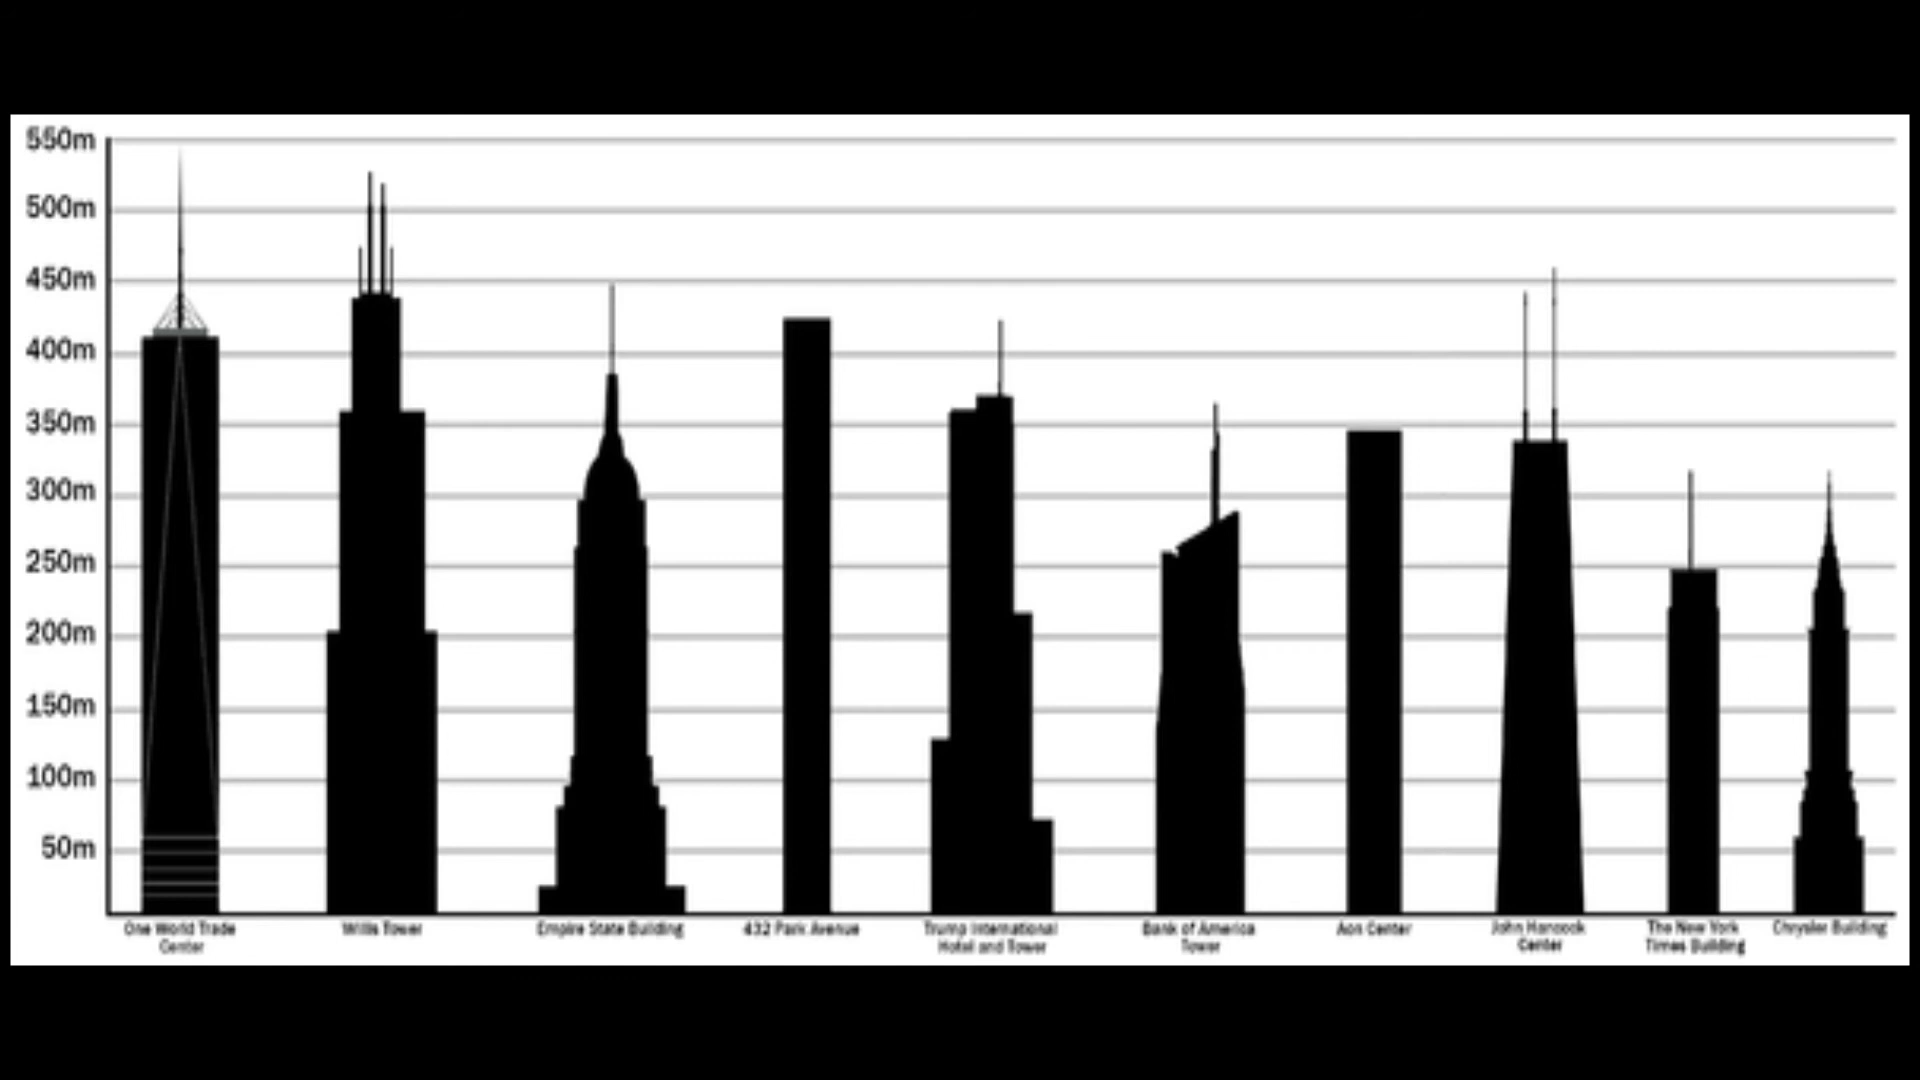 550m
500m
450m
400m
350m
300m
250m
200m
150m
100m
50m
One World Trade
Center
Willis Tower
Empire State Building
432 Park Avenue
Trump International
Hotel and Tower
Bank of America
Tower
Aon Center
John Hancock
Center
The New York
Times Building
Chrysler Building